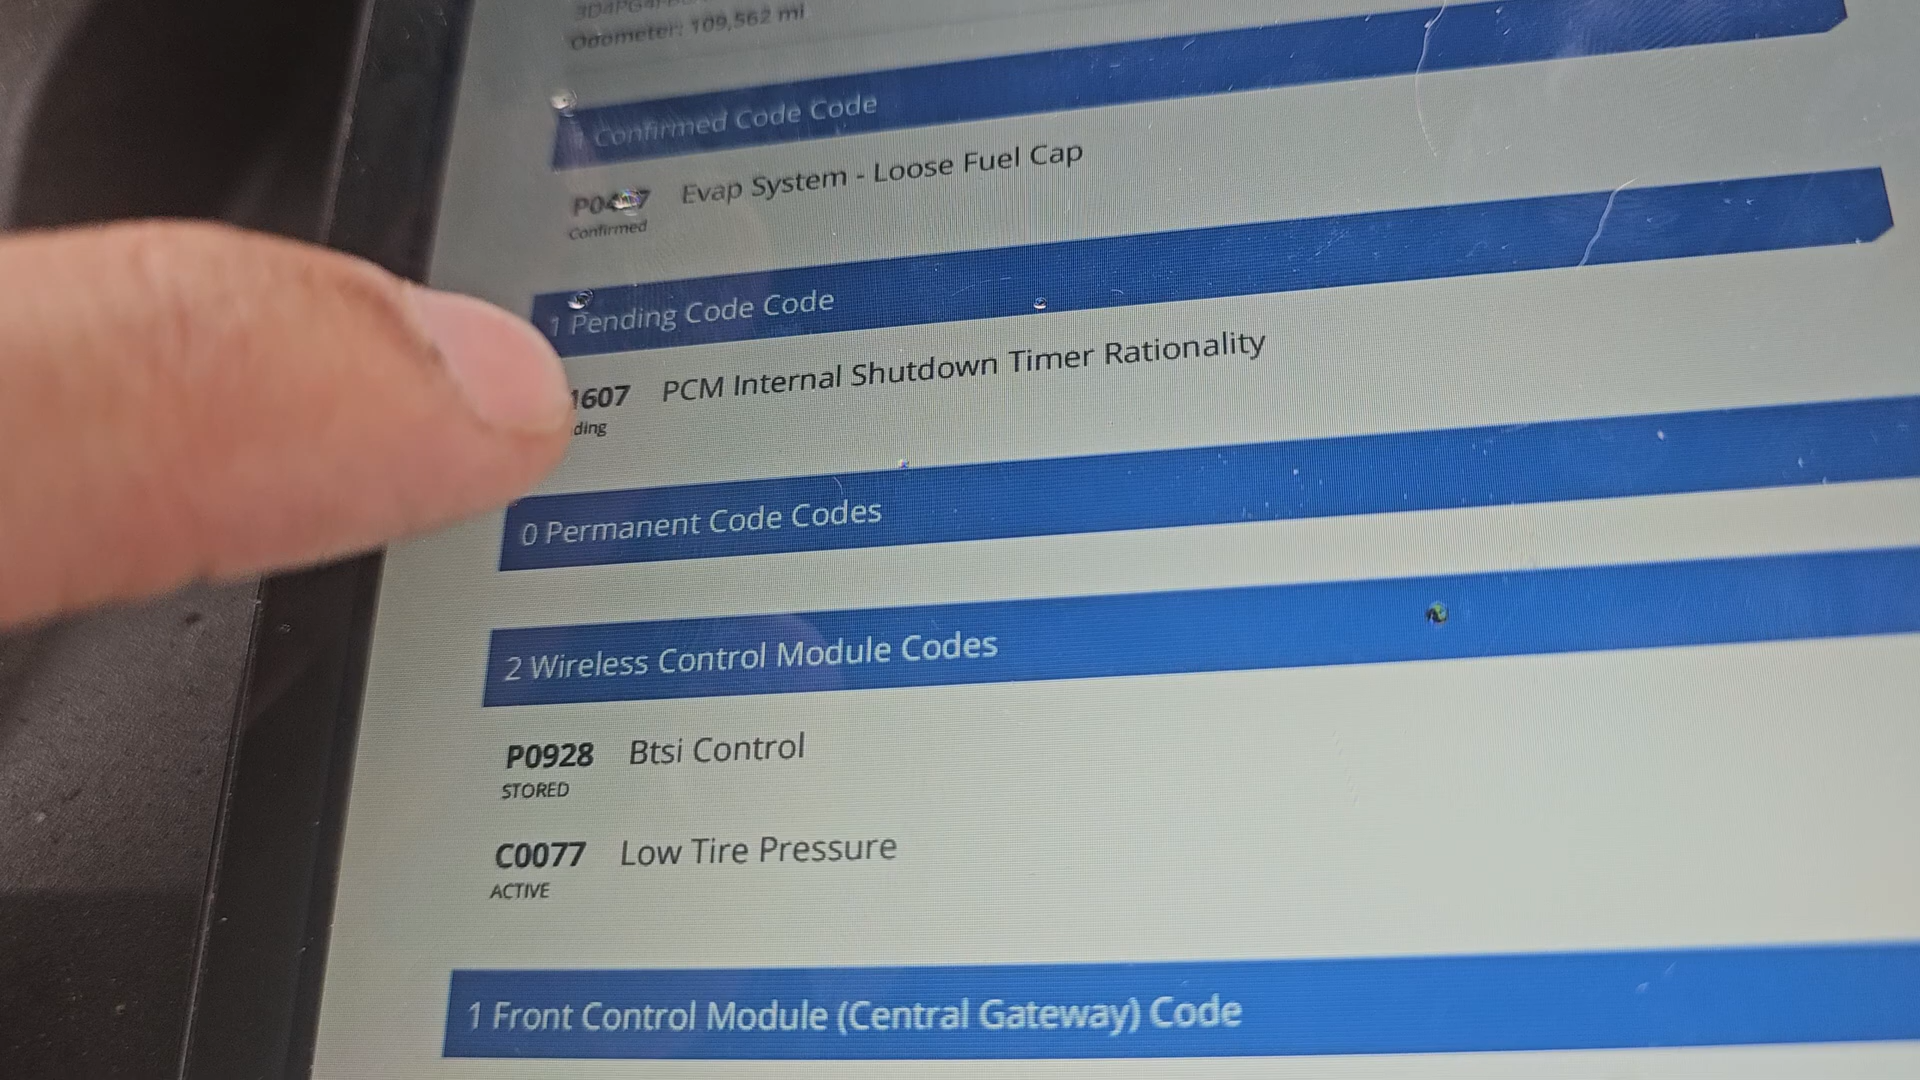 Odometer: 109,562 mi
Confirmed Code Code
Evap System - Loose Fuel Cap
Confirmed
1 Pending Code Code
1607 PCM Internal Shutdown Timer Rationality
ding
0 Permanent Code Codes
2 Wireless Control Module Codes
P0928 Btsi Control
STORED
C0077 Low Tire Pressure
ACTIVE
1 Front Control Module (Central Gateway) Code